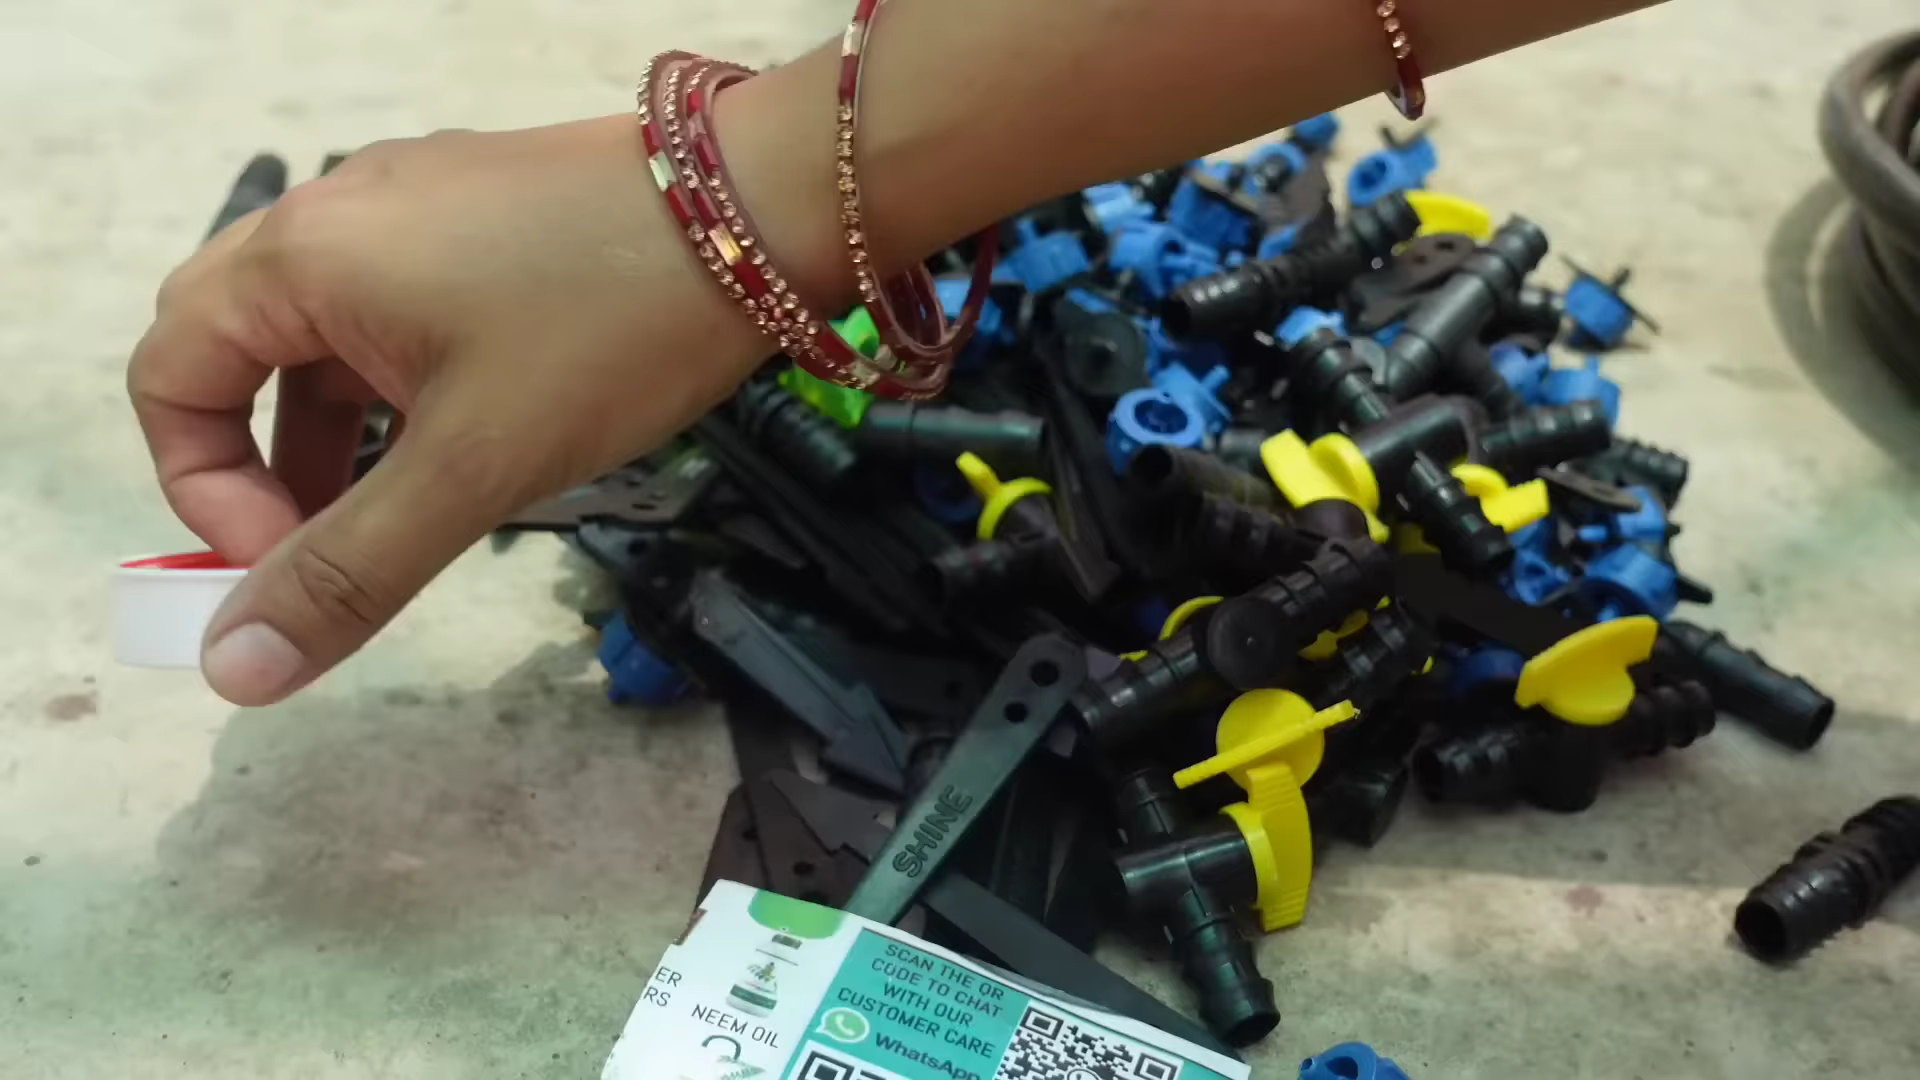 SHINE
ER
RS
NEEM OIL
SCAN THE QR
CODE TO CHAT
WITH OUR
CUSTOMER CARE
WhatsApp